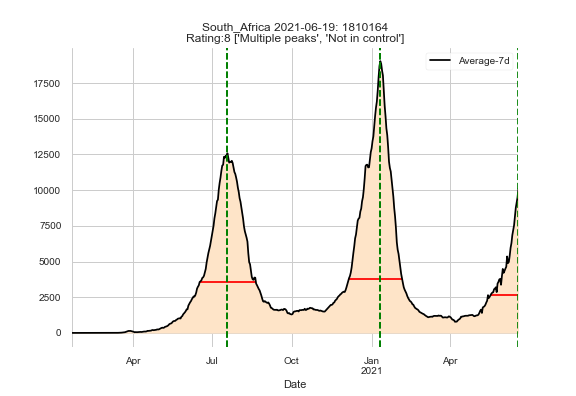 South_Africa 2021-06-19: 1810164
Rating:8 ['Multiple peaks', 'Not in control']
Average-7d
17500
15000
12500
10000
7500
5000
2500
0
Apr
Jul
Oct
Jan
2021
Apr
Date